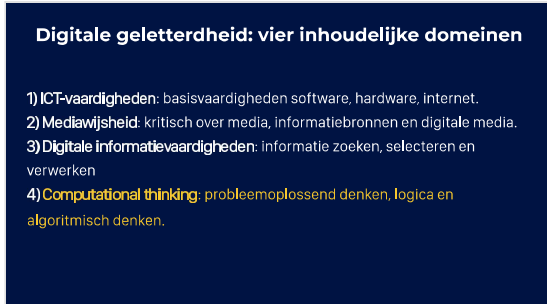 Digitale geletterdheid: vier inhoudelijke domeinen
1) ICT-vaardigheden: basisvaardigheden software, hardware, internet.
2) Mediawijsheid: kritisch over media, informatiebronnen en digitale media.
3) Digitale informatievaardigheden: informatie zoeken, selecteren en
verwerken
4) Computational thinking: probleemoplossend denken, logica en
algoritmisch denken.